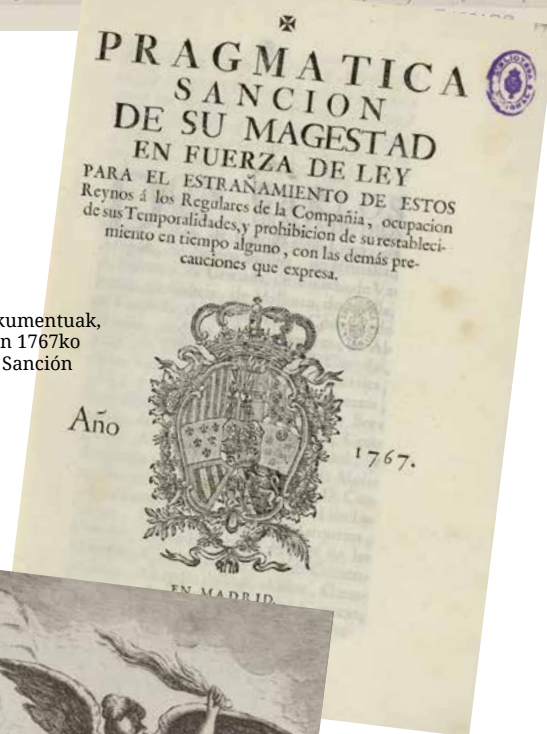 PRAGMATICA
SANCION
DE SU MAGESTAD
EN FUERZA DE LEY
PARA EL ESTRAÑAMIENTO DE ESTOS
Reynos á los Regulares de la Compañia, ocupacion
de sus Temporalidades, y prohibicion de su restableci-
miento en tiempo alguno, con las demás pre-
cauciones que expresa.
kumentuak,
n 1767ko
Sanción
Año
1767.
EN MADRID.